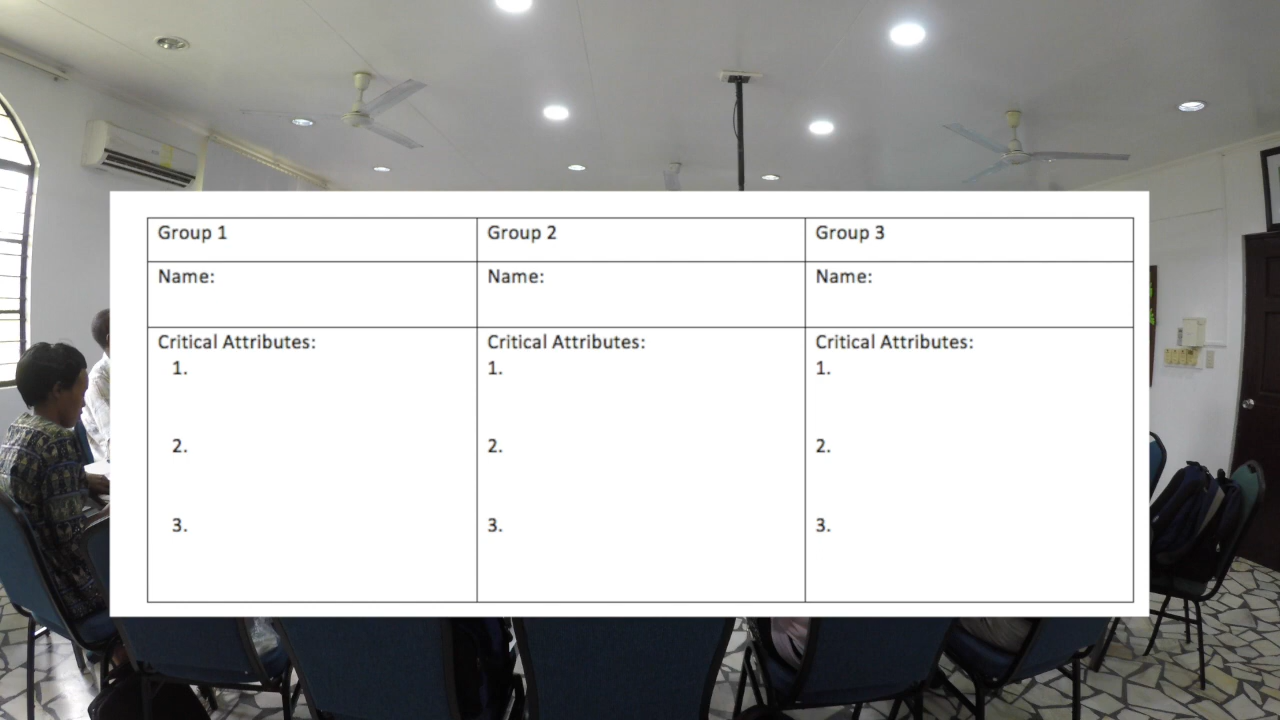 Group 1
Group 2
Group 3
Name:
Name:
Name:
Critical Attributes:
1.
2.
3.
Critical Attributes:
1.
2.
3.
Critical Attributes:
1.
2.
3.